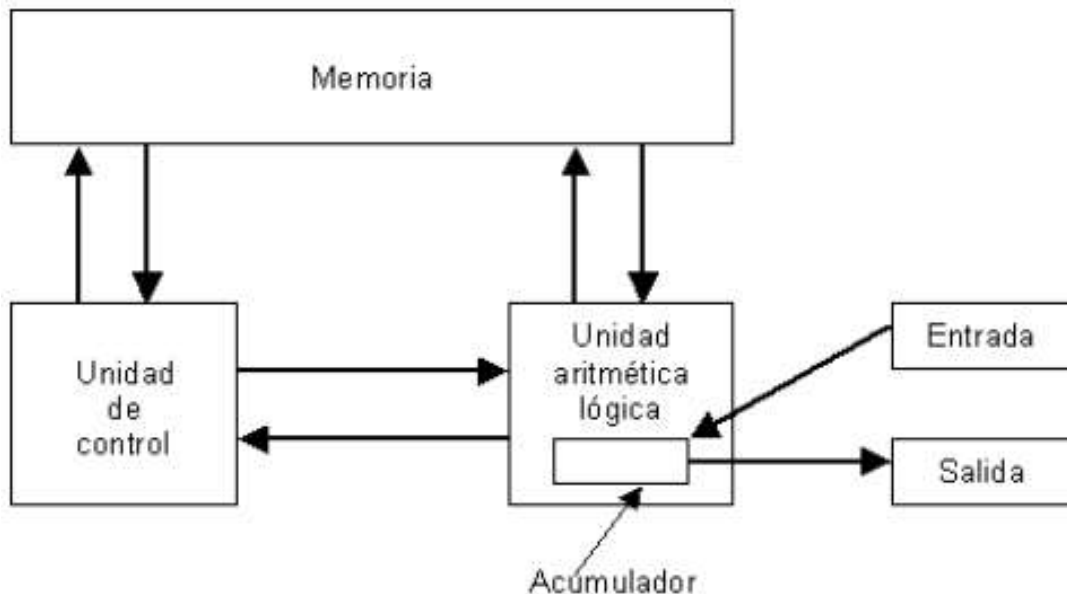 Memoria
Unidad
de
control
Unidad
aritmética
lógica
Entrada
Salida
Acumulador